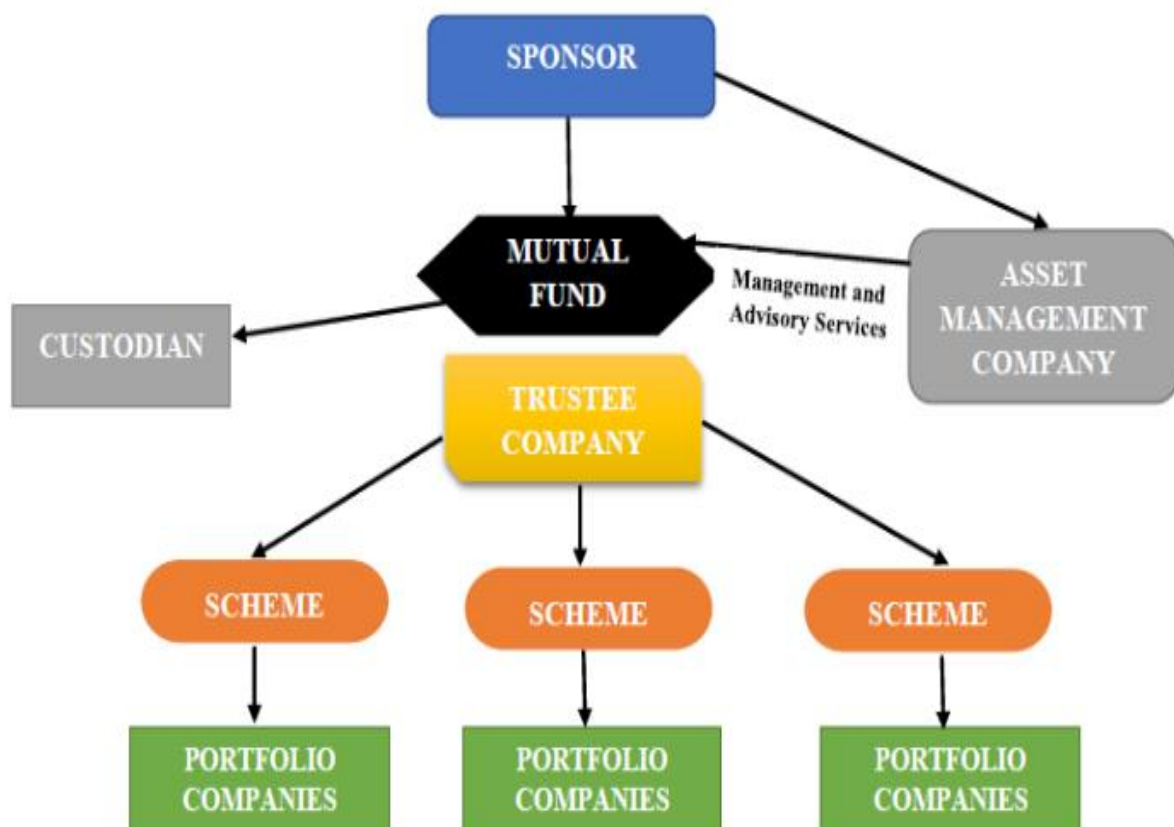 SPONSOR
MUTUAL
FUND
Management and
Advisory Services
ASSET
MANAGEMENT
COMPANY
CUSTODIAN
TRUSTEE
COMPANY
SCHEME
SCHEME
SCHEME
PORTFOLIO
COMPANIES
PORTFOLIO
COMPANIES
PORTFOLIO
COMPANIES